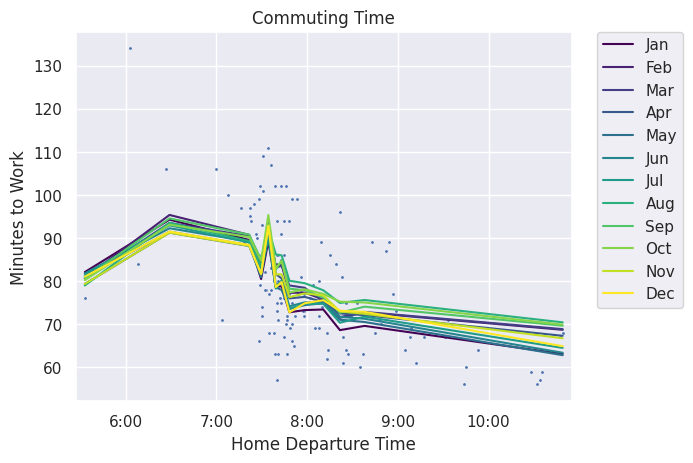 Commuting Time
130
120
110
100
90
80
70
60
Minutes to Work
6:00
7:00
8:00
9:00
10:00
Home Departure Time
Jan
Feb
Mar
Apr
May
Jun
Jul
Aug
Sep
Oct
Nov
Dec